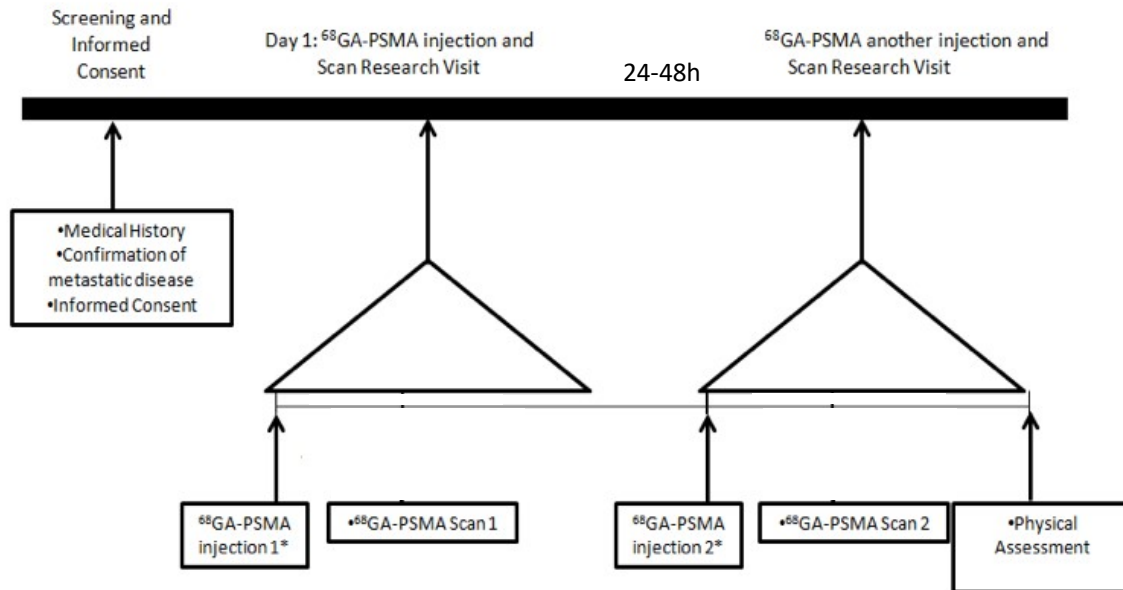 Screening and
Informed
Consent
Day 1: ⁶⁸GA-PSMA injection and
Scan Research Visit
24-48h
⁶⁸GA-PSMA another injection and
Scan Research Visit
•Medical History
•Confirmation of
metastatic disease
•Informed Consent
⁶⁸GA-PSMA
injection 1*
•⁶⁸GA-PSMA Scan 1
⁶⁸GA-PSMA
injection 2*
•⁶⁸GA-PSMA Scan 2
•Physical
Assessment